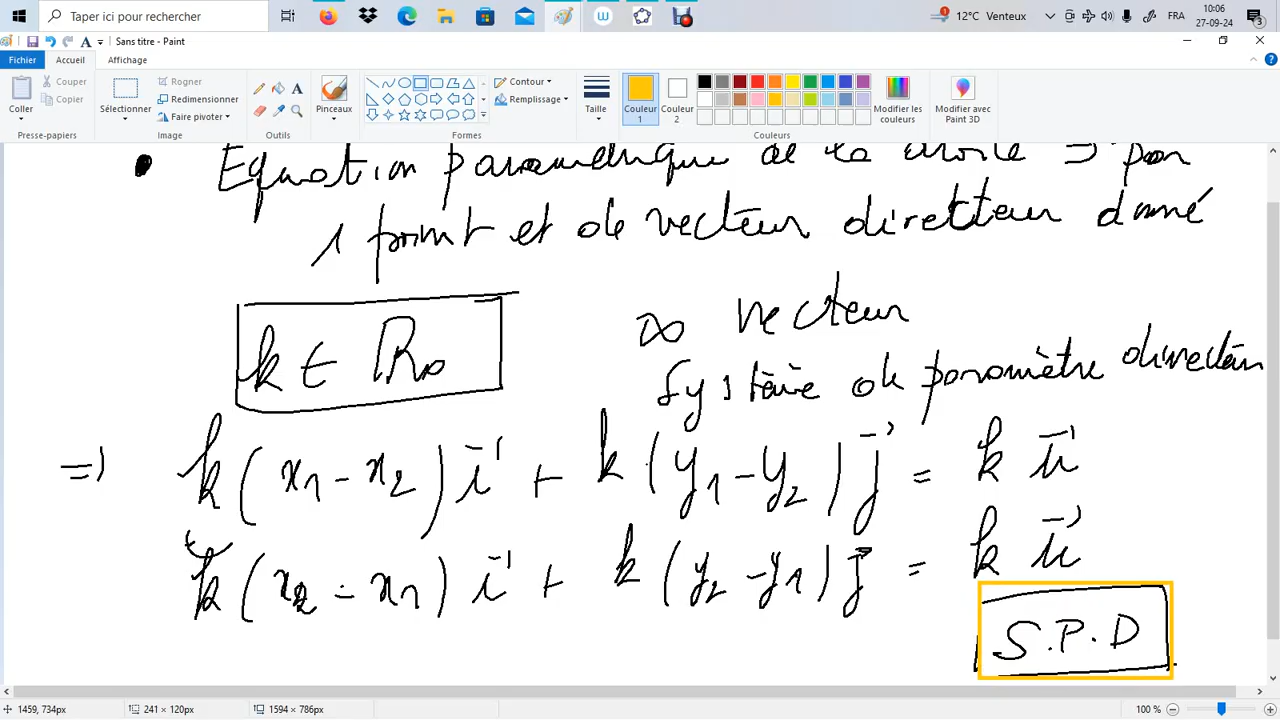 Taper ici pour rechercher
12°C Venteux
FRA
10:06
27-09-24
3
Sans titre - Paint
Fichier Accueil Affichage
Coller
Couper
Copier
Sélectionner
Rogner
Redimensionner
Faire pivoter
Pinceaux
Contour
Remplissage
Taille
Couleur 1
Couleur 2
Modifier les couleurs
Modifier avec Paint 3D
Presse-papiers Image Outils Formes Couleurs
• Equation paramétrique de la droite par
1 point et de vecteur directeur donné
k ∈ R₀
∞ vecteur
système de paramètre directeur
=> k(x₁ - x₂) i⃗ + k(y₁ - y₂) j⃗ = k u⃗
k(x₂ - x₁) i⃗ + k(y₂ - y₁) j⃗ = k u⃗
S.P.D
1459, 734px 241 × 120px 1594 × 786px 100 %